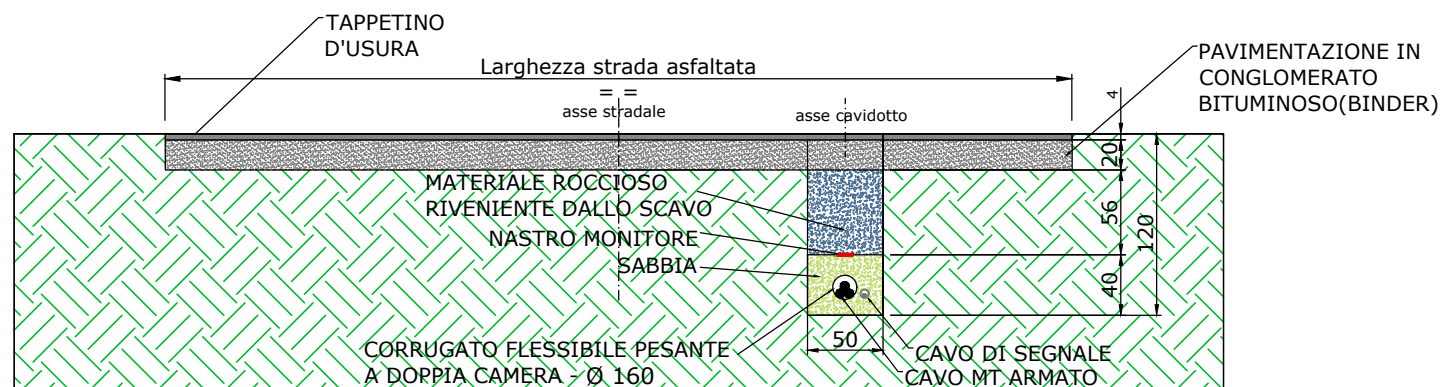 TAPPETINO
D'USURA
Larghezza strada asfaltata
= =
asse stradale
asse cavidotto
PAVIMENTAZIONE IN
CONGLOMERATO
BITUMINOSO(BINDER)
4
20
56
120
40
MATERIALE ROCCIOSO
RIVENIENTE DALLO SCAVO
NASTRO MONITORE
SABBIA
50
CORRUGATO FLESSIBILE PESANTE
A DOPPIA CAMERA - Ø 160
CAVO DI SEGNALE
CAVO MT ARMATO